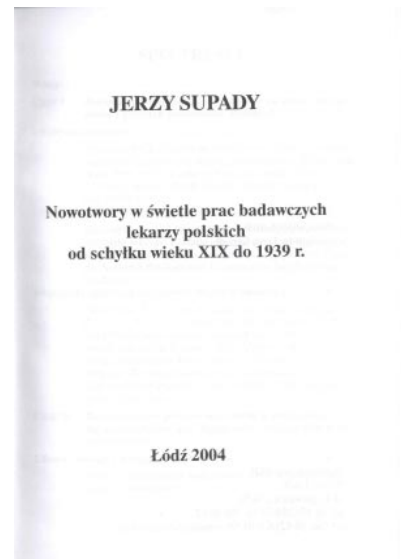 JERZY SUPADY
Nowotwory w świetle prac badawczych
lekarzy polskich
od schyłku wieku XIX do 1939 r.
Łódź 2004